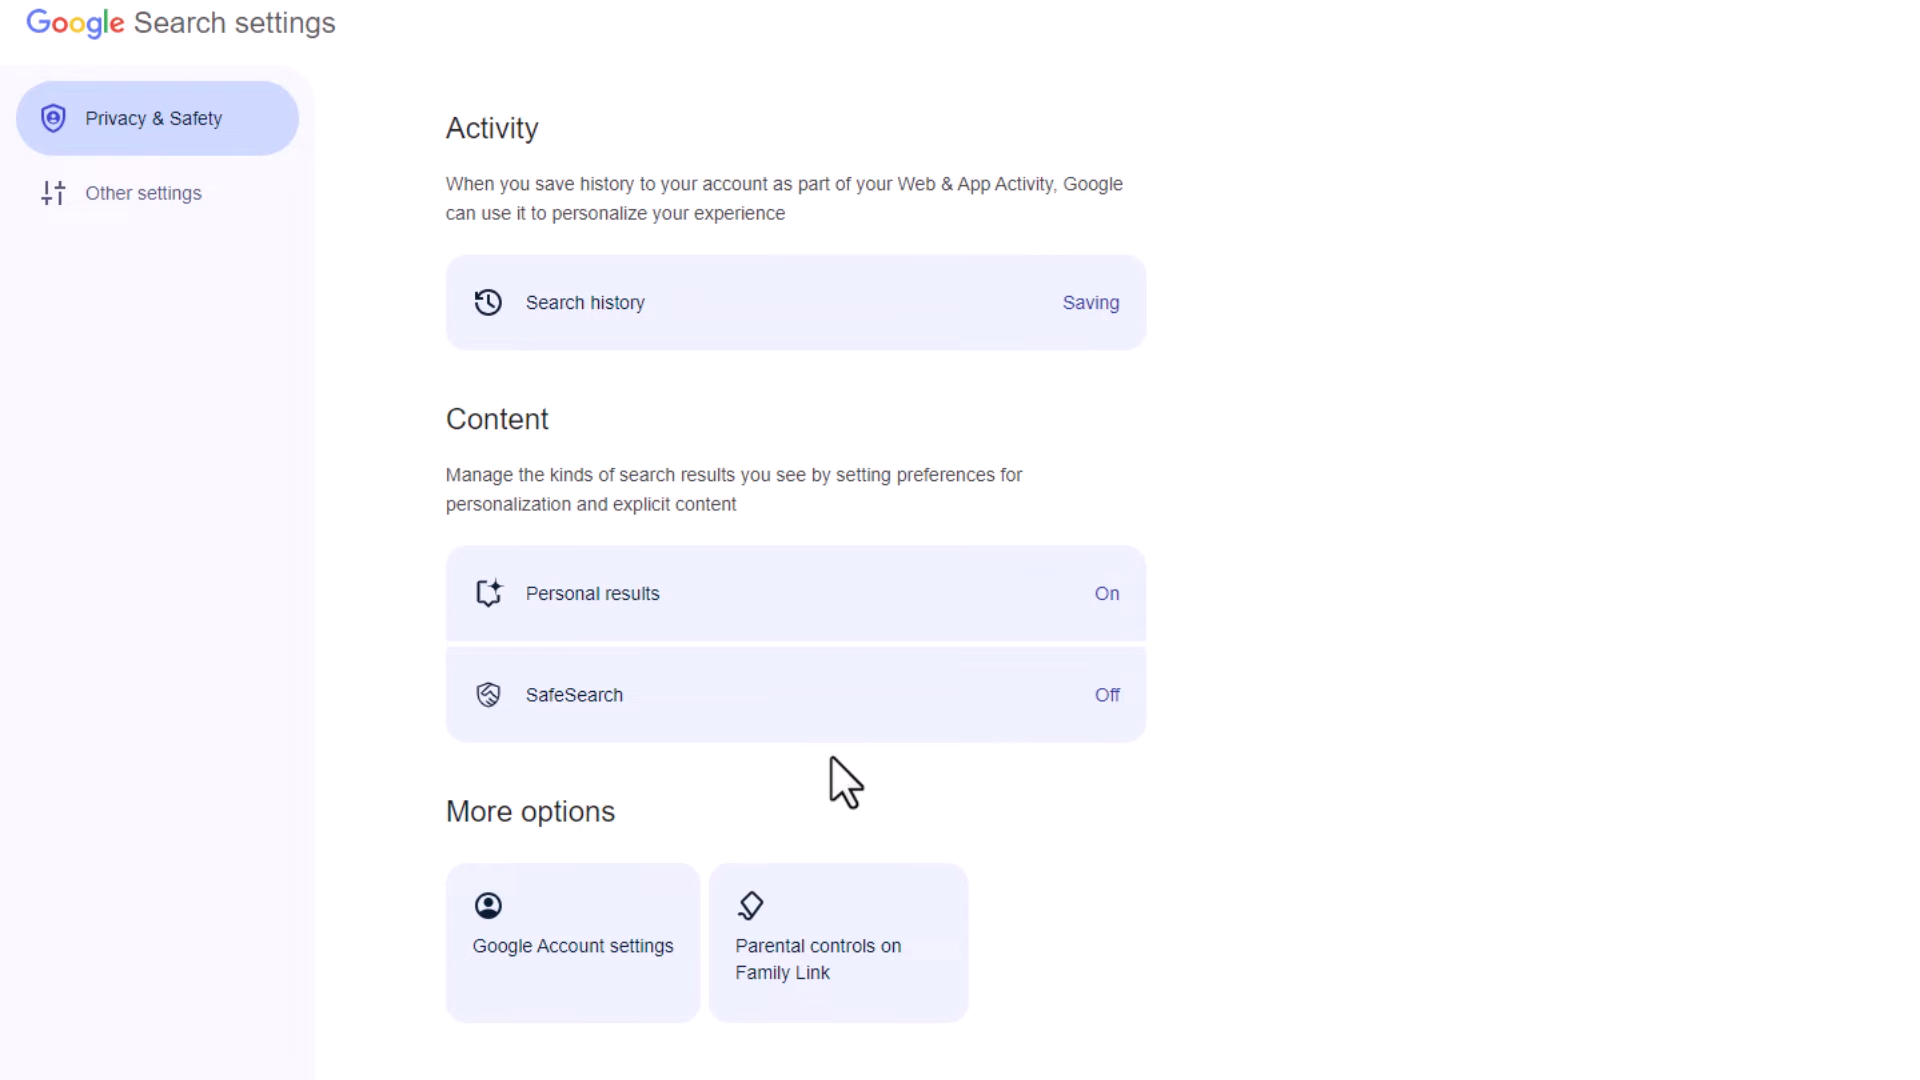 Google Search settings
Privacy & Safety
Other settings
Activity
When you save history to your account as part of your Web & App Activity, Google
can use it to personalize your experience
Search history
Saving
Content
Manage the kinds of search results you see by setting preferences for
personalization and explicit content
Personal results
On
SafeSearch
Off
More options
Google Account settings
Parental controls on
Family Link